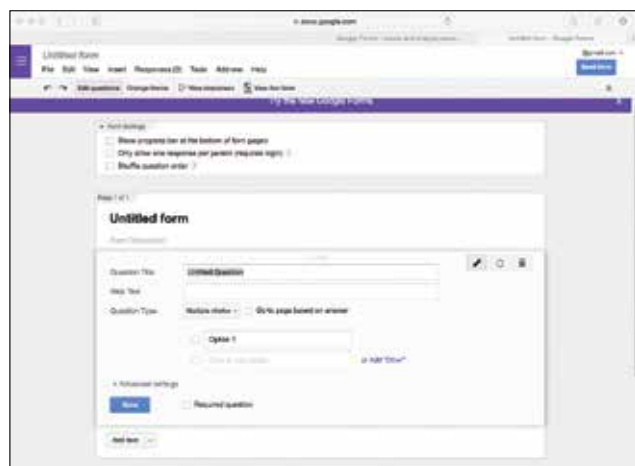 Untitled form
File Edit View Insert Responses (0) Tools Add-ons Help
Send form
Edit questions Change theme View responses View live form
Try the new Google Forms
Form Settings
Show progress bar at the bottom of form pages
Only allow one response per person (requires login)
Shuffle question order
Page 1 of 1
Untitled form
Form Description
Question Title Untitled Question
Help Text
Question Type Multiple choice Go to page based on answer
Option 1
Click to add option or Add "Other"
Advanced settings
Done Required question
Add item